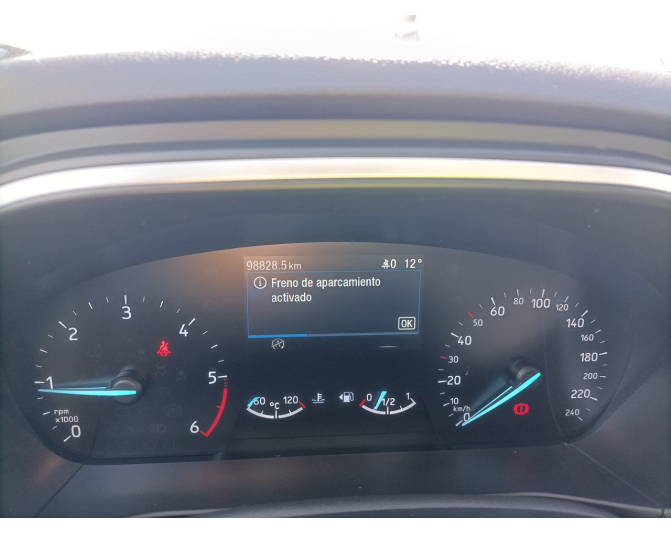 98828.5 km 0 12°
Freno de aparcamiento
activado
OK
0 1 2 3 4 5 6
rpm
x1000
60 °C 120
0 1/2 1
0 10 20 30 40 50 60 80 100 120 140 160 180 200 220 240
km/h